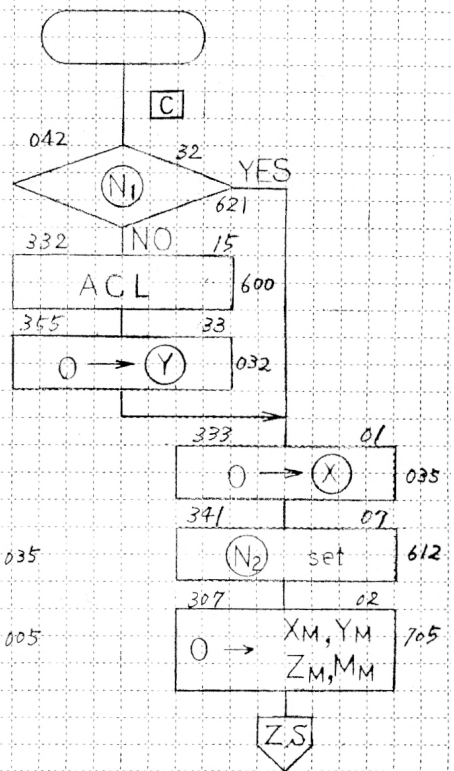 C
042 32
N1 YES
621
NO
332 15
ACL 600
355 33
0 → Y 032
333 01
0 → X 035
341 07
035 N2 set 612
307 02
005 0 → XM, YM 705
ZM, MM
Z.S